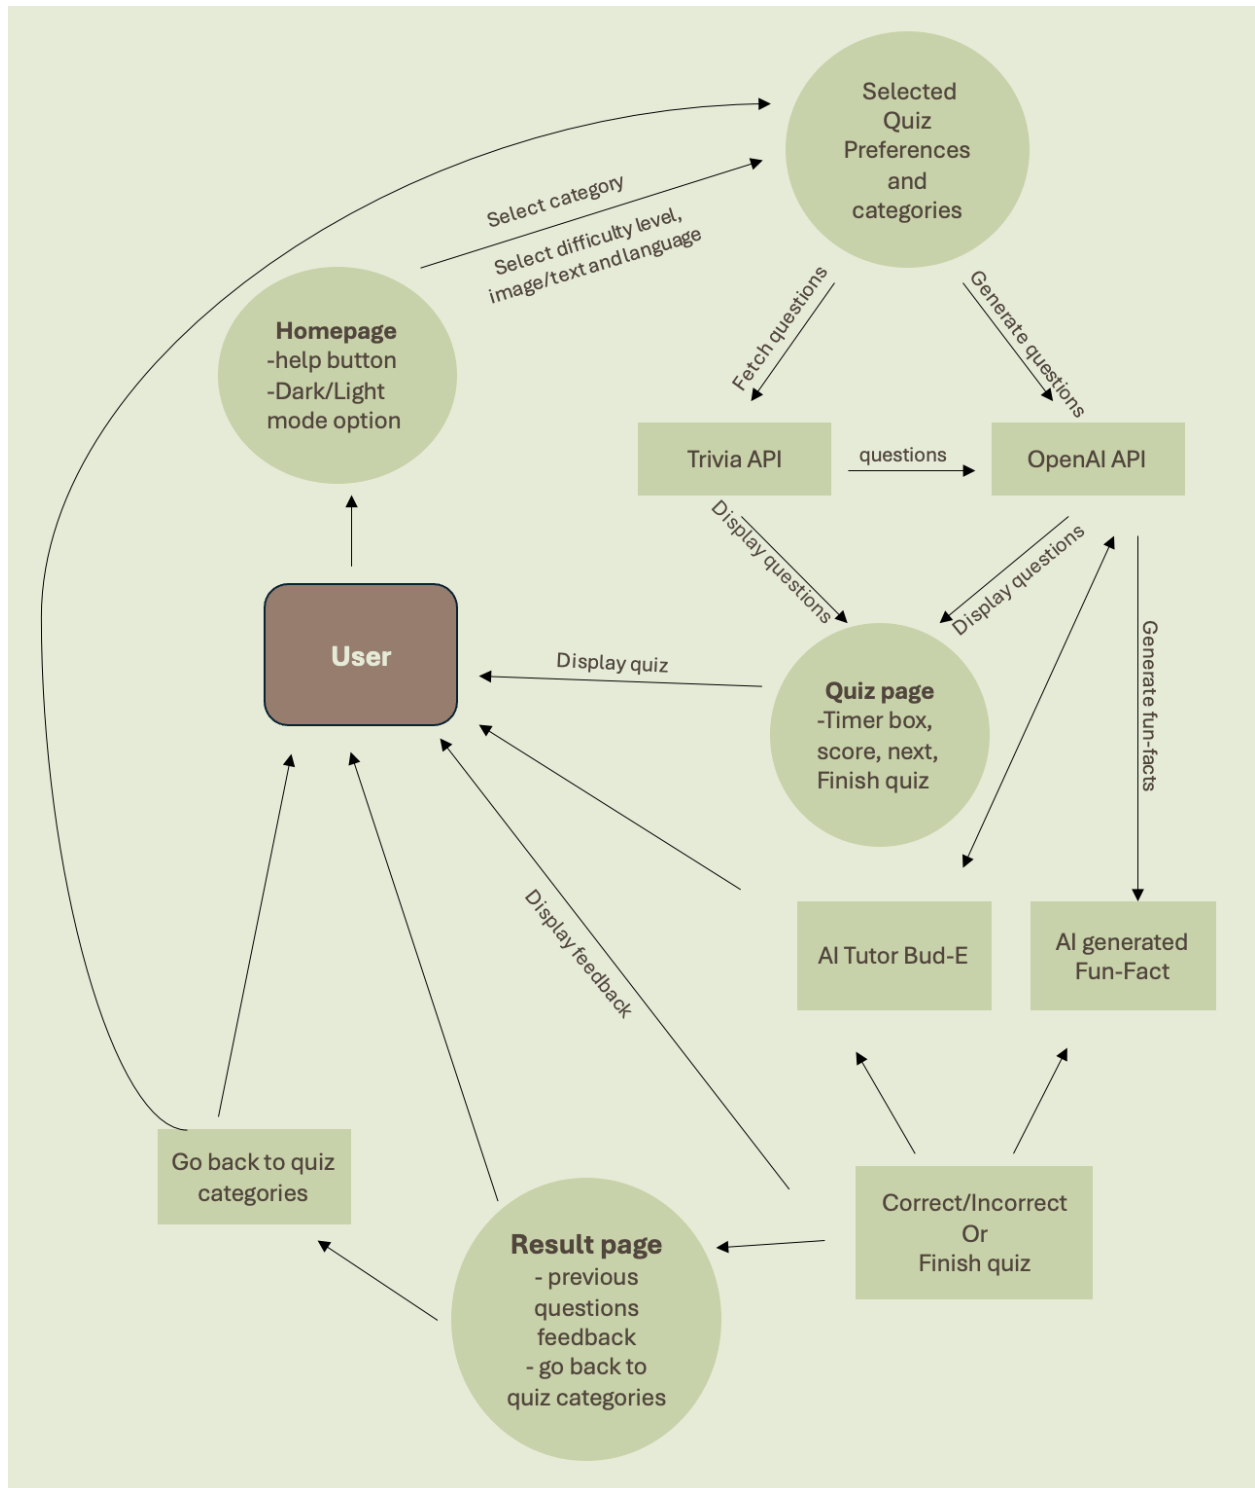 Selected
Quiz
Preferences
and
categories
Select category
Select difficulty level,
image/text and language
Homepage
-help button
-Dark/Light
mode option
Fetch questions
Generate questions
Trivia API
questions
OpenAI API
Display questions
Display questions
User
Display quiz
Quiz page
-Timer box,
score, next,
Finish quiz
Generate fun-facts
Display feedback
AI Tutor Bud-E
AI generated
Fun-Fact
Go back to quiz
categories
Correct/Incorrect
Or
Finish quiz
Result page
- previous
questions
feedback
- go back to
quiz categories